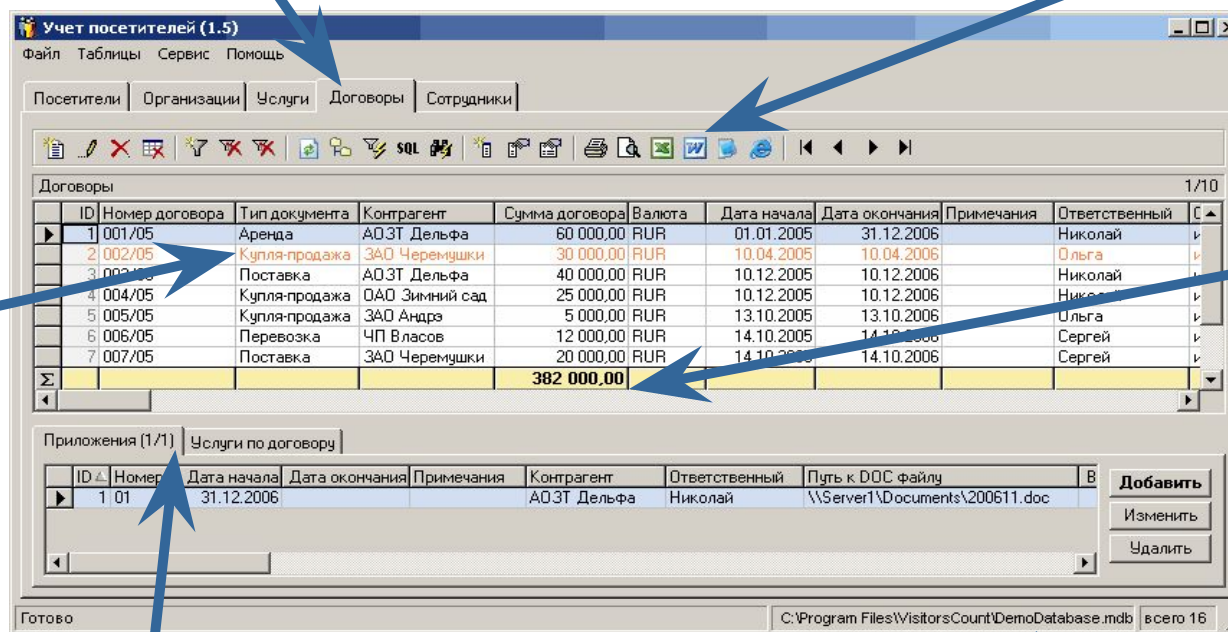 Учет посетителей (1.5)
Файл Таблицы Сервис Помощь
Посетители Организации Услуги Договоры Сотрудники
SQL
Договоры 1/10
ID Номер договора Тип документа Контрагент Сумма договора Валюта Дата начала Дата окончания Примечания Ответственный
1 001/05 Аренда АОЗТ Дельфа 60 000,00 RUR 01.01.2005 31.12.2006 Николай
2 002/05 Купля-продажа ЗАО Черемушки 30 000,00 RUR 10.04.2005 10.04.2006 Ольга
3 Поставка АОЗТ Дельфа 40 000,00 RUR 10.12.2005 10.12.2006 Николай
4 004/05 Купля-продажа ОАО Зимний сад 25 000,00 RUR 10.12.2005 10.12.2006 Николай
5 005/05 Купля-продажа ЗАО Андрэ 5 000,00 RUR 13.10.2005 13.10.2006 Ольга
6 006/05 Перевозка ЧП Власов 12 000,00 RUR 14.10.2005 14.10.2006 Сергей
7 007/05 Поставка ЗАО Черемушки 20 000,00 RUR 14.10.2006 Сергей
Σ 382 000,00
Приложения (1/1) Услуги по договору
ID Номер Дата начала Дата окончания Примечания Контрагент Ответственный Путь к DOC файлу В
1 01 31.12.2006 АОЗТ Дельфа Николай \\Server1\Documents\200611.doc
Добавить
Изменить
Удалить
Готово C:\Program Files\VisitorsCount\DemoDatabase.mdb всего 16